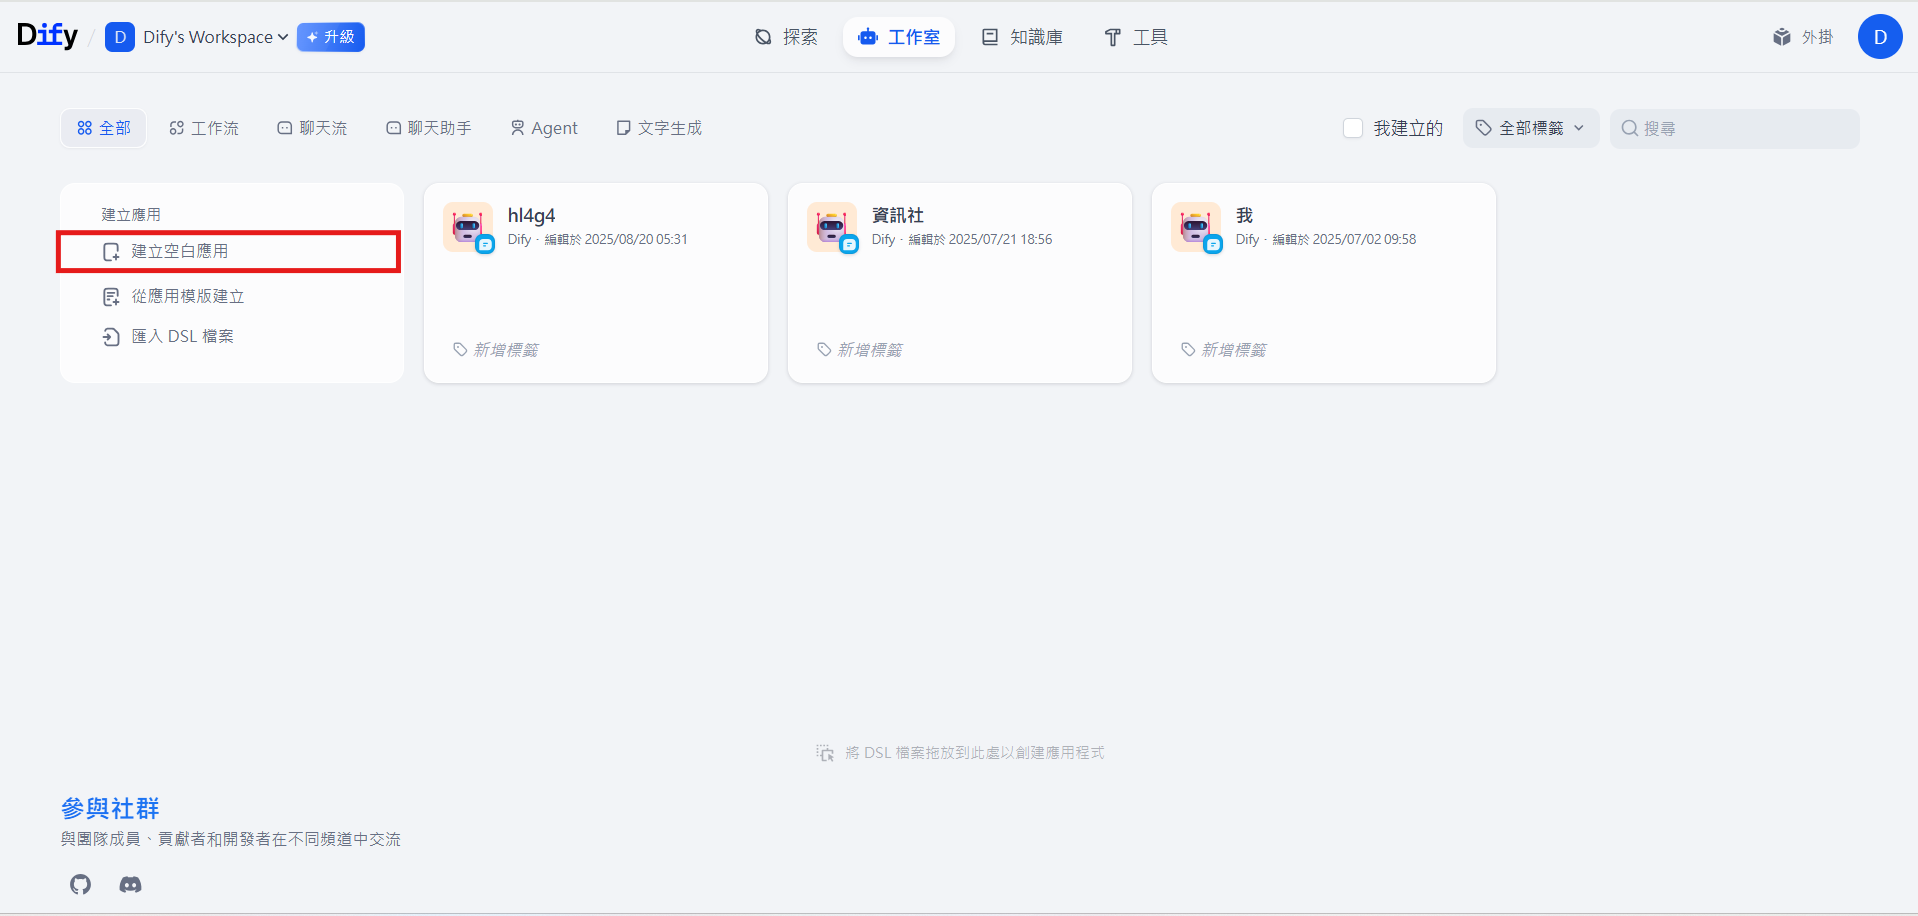 Dify / D Dify's Workspace 升級 探索 工作室 知識庫 工具 外掛 D
全部 工作流 聊天流 聊天助手 Agent 文字生成 我建立的 全部標籤 搜尋
建立應用
建立空白應用
從應用模版建立
匯入 DSL 檔案
hl4g4
Dify · 編輯於 2025/08/20 05:31
新增標籤
資訊社
Dify · 編輯於 2025/07/21 18:56
新增標籤
我
Dify · 編輯於 2025/07/02 09:58
新增標籤
將 DSL 檔案拖放到此處以創建應用程式
參與社群
與團隊成員、貢獻者和開發者在不同頻道中交流